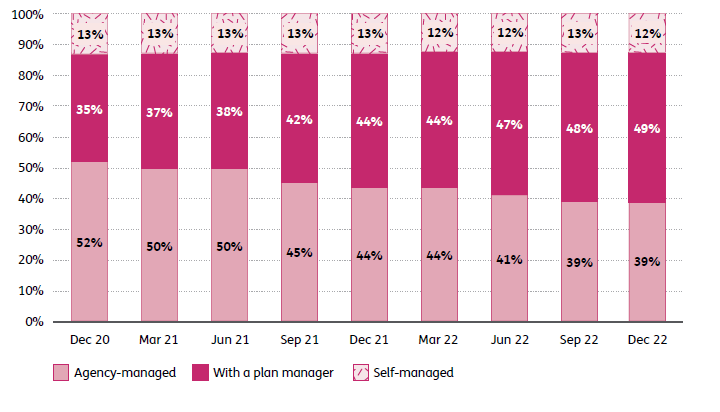 100%
13% 13% 13% 13% 13% 12% 12% 13% 12%
90%
80%
70%
35% 37% 38% 42% 44% 44% 47% 48% 49%
60%
50%
40%
30%
52% 50% 50% 45% 44% 44% 41% 39% 39%
20%
10%
0%
Dec 20 Mar 21 Jun 21 Sep 21 Dec 21 Mar 22 Jun 22 Sep 22 Dec 22
Agency-managed With a plan manager Self-managed